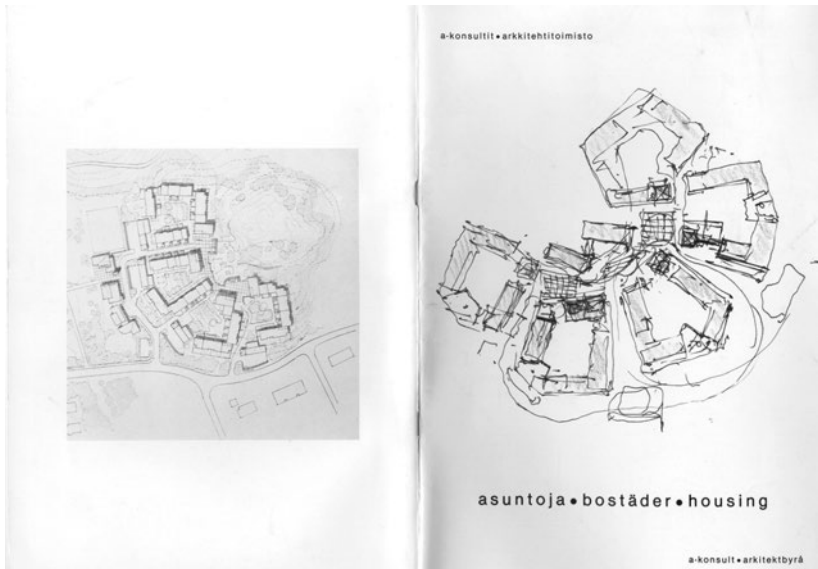 a-konsultit • arkkitehtitoimisto
asuntoja • bostäder • housing
a-konsult • arkitektbyrå